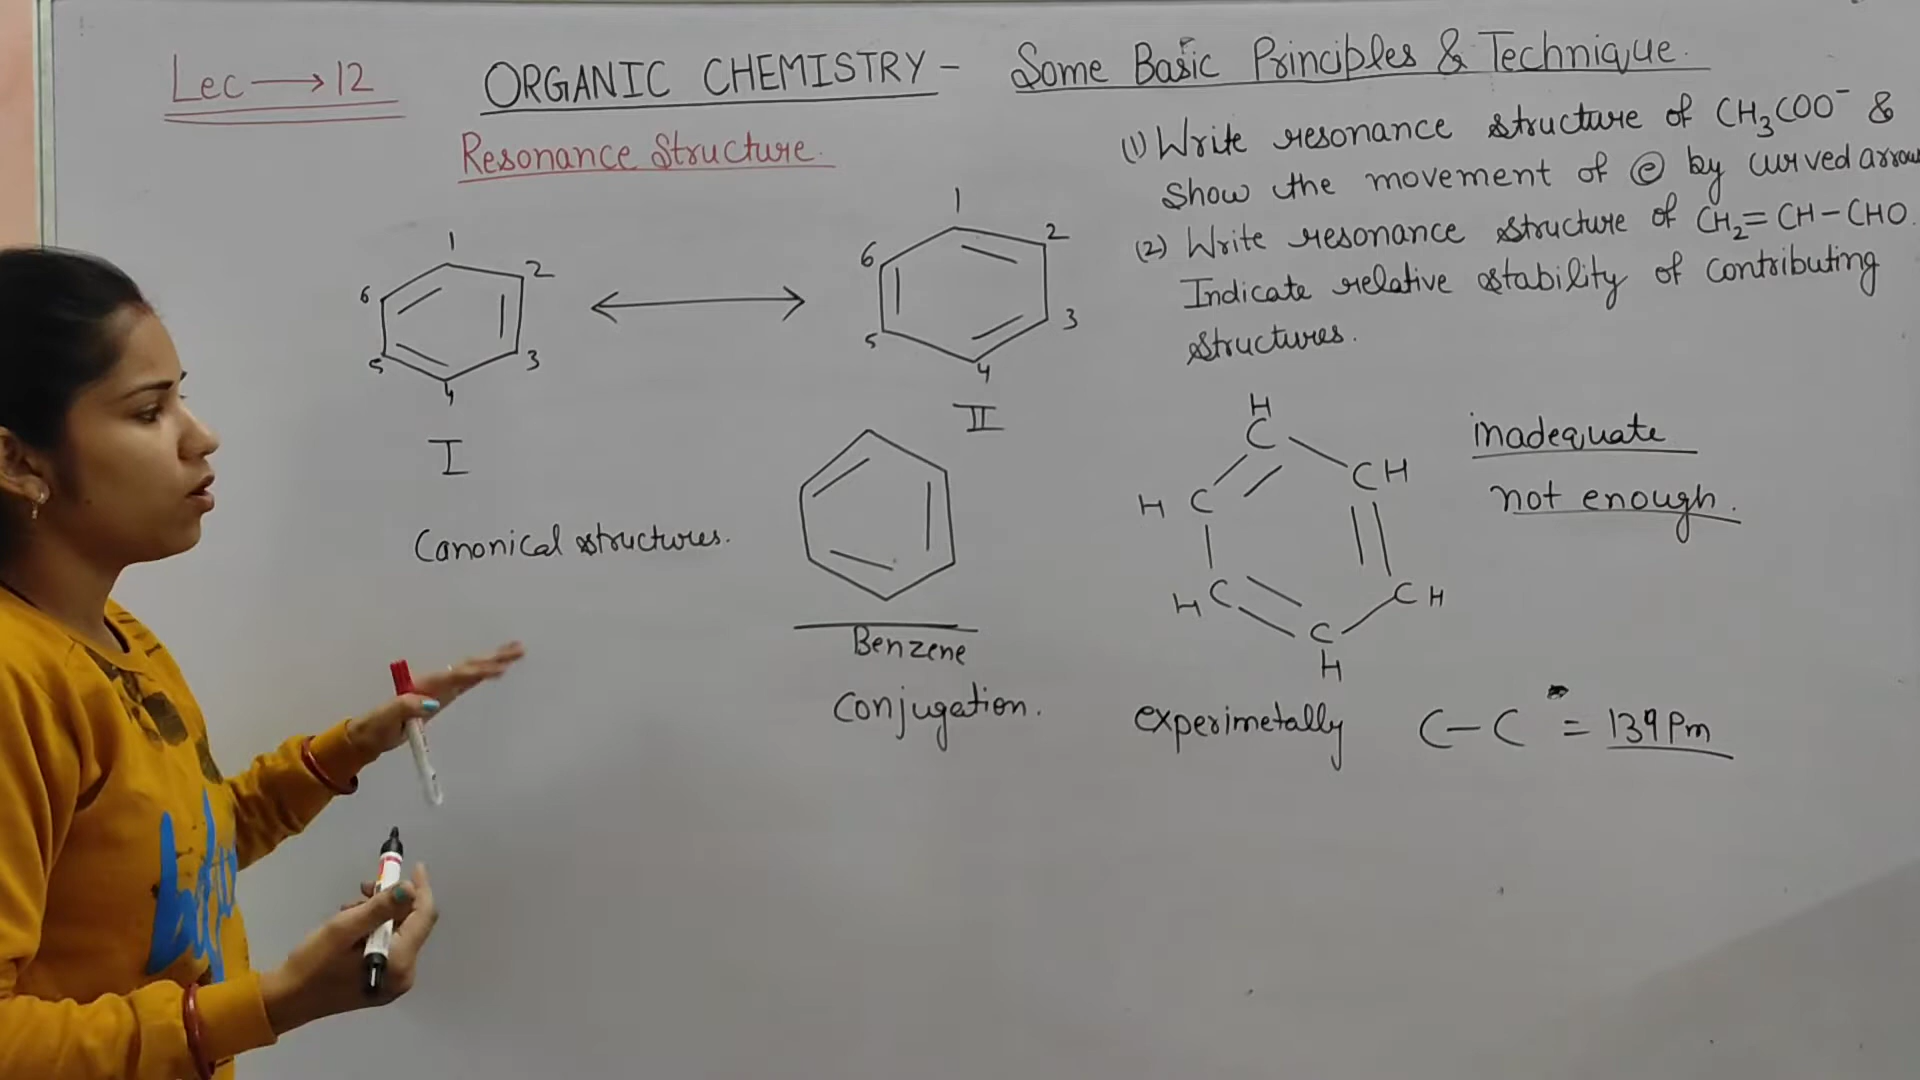 Lec → 12
ORGANIC CHEMISTRY - Some Basic Principles & Technique.
Resonance Structure.
(1) Write resonance structure of CH₃COO⁻ &
Show the movement of ⓔ by curved arrow
(2) Write resonance structure of CH₂=CH-CHO.
Indicate relative stability of contributing
structures.
1
2
3
4
5
6
I
1
2
3
4
5
6
II
Canonical structures.
Benzene
Conjugation.
H
C
CH
CH
C
H
H C
H C
inadequate
not enough.
experimetally C-C = 139 Pm